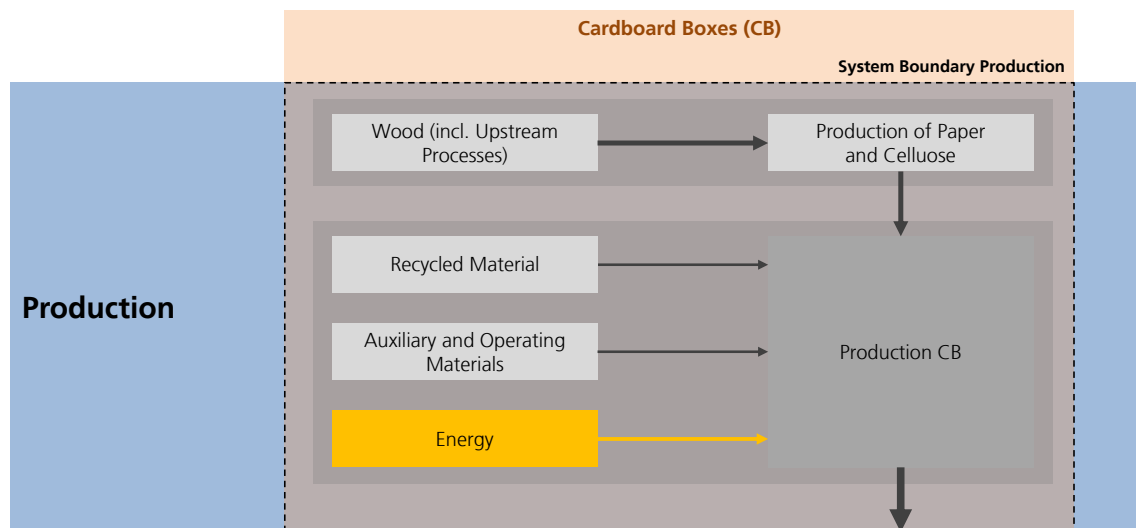 Cardboard Boxes (CB)
System Boundary Production
Wood (incl. Upstream
Processes)
Production of Paper
and Celluose
Production
Recycled Material
Auxiliary and Operating
Materials
Production CB
Energy